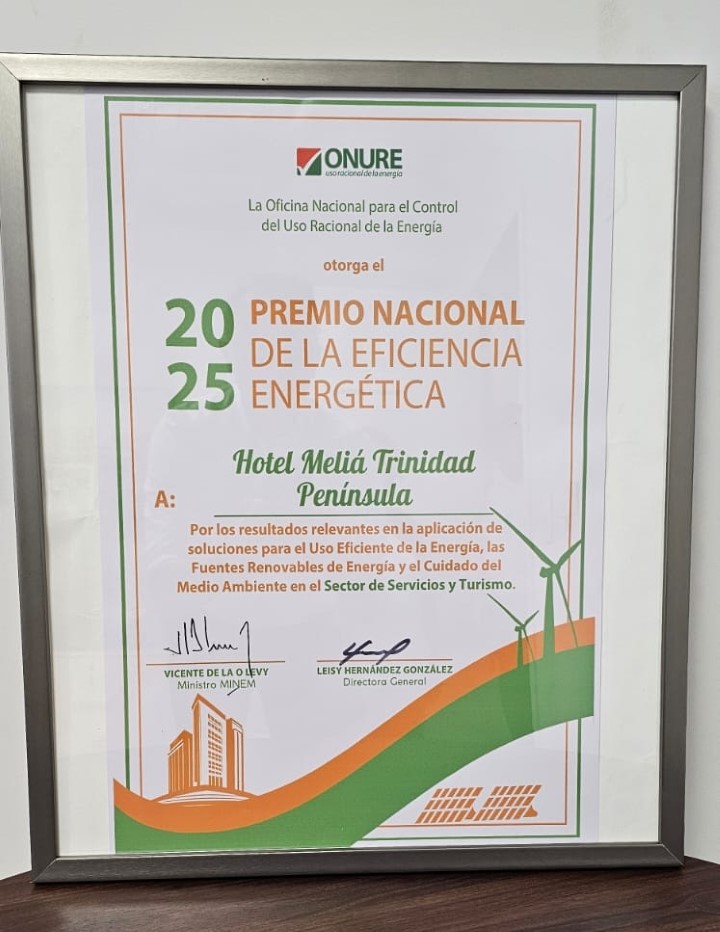 ONURE
uso racional de la energía
La Oficina Nacional para el Control
del Uso Racional de la Energía
otorga el
20 PREMIO NACIONAL
DE LA EFICIENCIA
25 ENERGÉTICA
Hotel Meliá Trinidad
A: Península
Por los resultados relevantes en la aplicación de
soluciones para el Uso Eficiente de la Energía, las
Fuentes Renovables de Energía y el Cuidado del
Medio Ambiente en el Sector de Servicios y Turismo.
VICENTE DE LA O LEVY
Ministro MINEM
LEISY HERNÁNDEZ GONZÁLEZ
Directora General